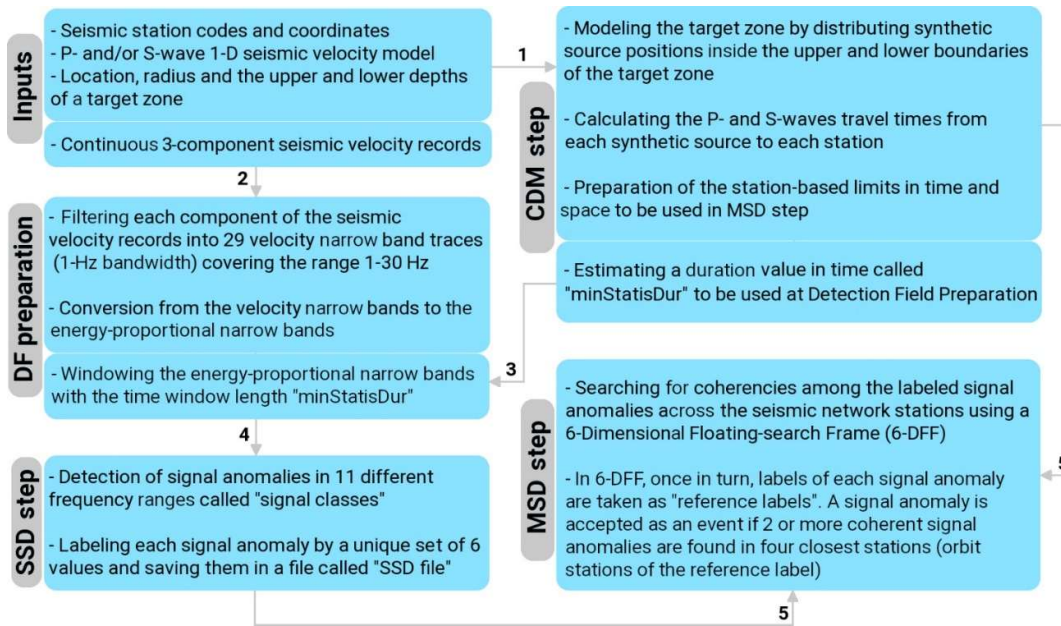 Inputs
- Seismic station codes and coordinates
- P- and/or S-wave 1-D seismic velocity model
- Location, radius and the upper and lower depths
of a target zone
- Continuous 3-component seismic velocity records
1
2
CDM step
- Modeling the target zone by distributing synthetic
source positions inside the upper and lower boundaries
of the target zone
- Calculating the P- and S-waves travel times from
each synthetic source to each station
- Preparation of the station-based limits in time and
space to be used in MSD step
- Estimating a duration value in time called
"minStatisDur" to be used at Detection Field Preparation
DF preparation
- Filtering each component of the seismic
velocity records into 29 velocity narrow band traces
(1-Hz bandwidth) covering the range 1-30 Hz
- Conversion from the velocity narrow bands to the
energy-proportional narrow bands
- Windowing the energy-proportional narrow bands
with the time window length "minStatisDur"
3
4
SSD step
- Detection of signal anomalies in 11 different
frequency ranges called "signal classes"
- Labeling each signal anomaly by a unique set of 6
values and saving them in a file called "SSD file"
MSD step
- Searching for coherencies among the labeled signal
anomalies across the seismic network stations using a
6-Dimensional Floating-search Frame (6-DFF)
- In 6-DFF, once in turn, labels of each signal anomaly
are taken as "reference labels". A signal anomaly is
accepted as an event if 2 or more coherent signal
anomalies are found in four closest stations (orbit
stations of the reference label)
5
5